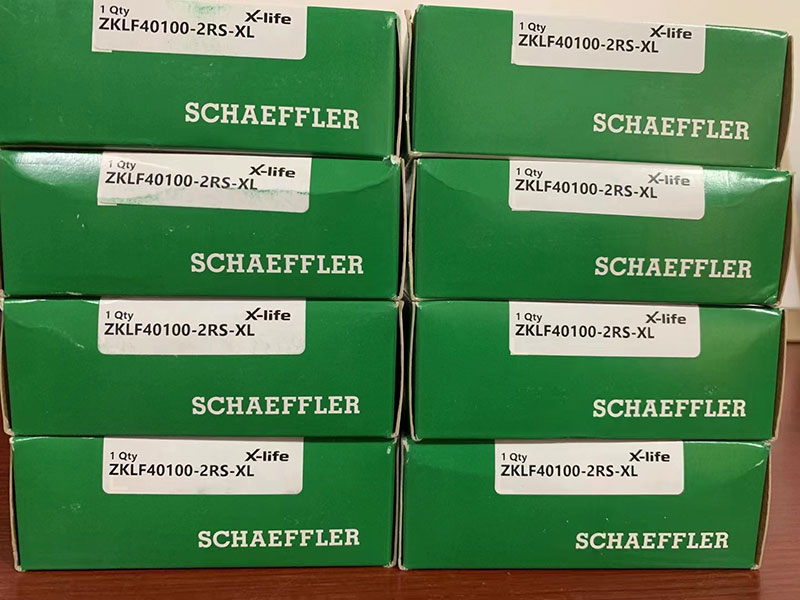 1 Qty X-life
ZKLF40100-2RS-XL
SCHAEFFLER
1 Qty X-life
ZKLF40100-2RS-XL
SCHAEFFLER
1 Qty X-life
ZKLF40100-2RS-XL
SCHAEFFLER
1 Qty X-life
ZKLF40100-2RS-XL
SCHAEFFLER
1 Qty X-life
ZKLF40100-2RS-XL
SCHAEFFLER
1 Qty X-life
ZKLF40100-2RS-XL
SCHAEFFLER
1 Qty X-life
ZKLF40100-2RS-XL
SCHAEFFLER
1 Qty X-life
ZKLF40100-2RS-XL
SCHAEFFLER